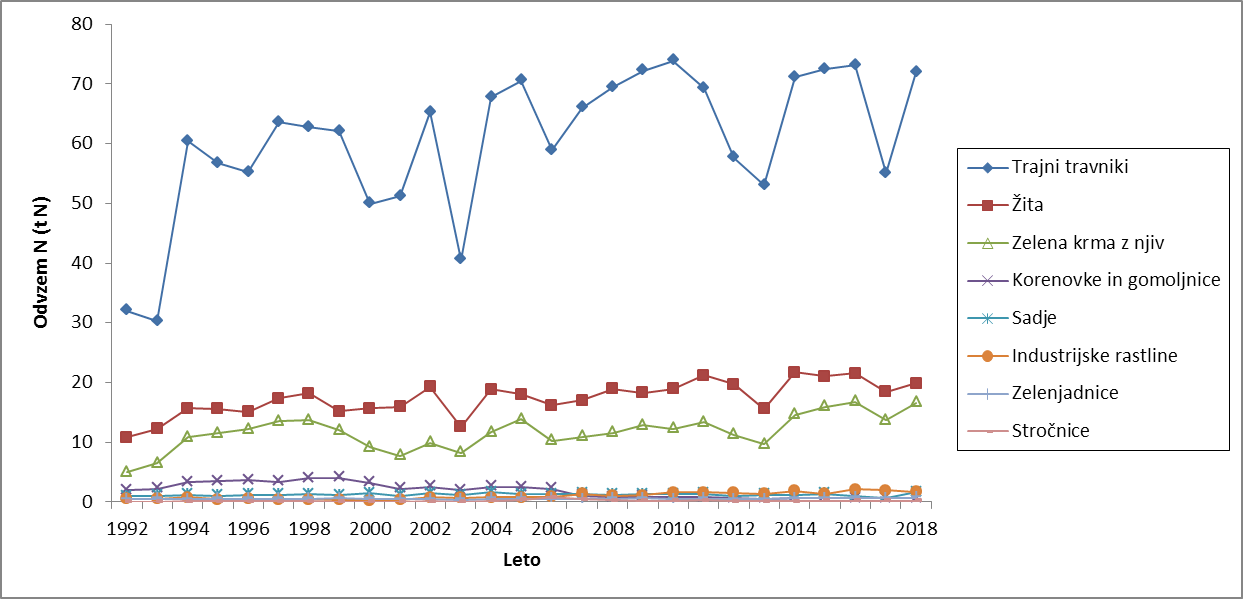 80
70
60
50
40
30
20
10
0
Odvzem N (t N)
1992 1994 1996 1998 2000 2002 2004 2006 2008 2010 2012 2014 2016 2018
Leto
Trajni travniki
Žita
Zelena krma z njiv
Korenovke in gomoljnice
Sadje
Industrijske rastline
Zelenjadnice
Stročnice